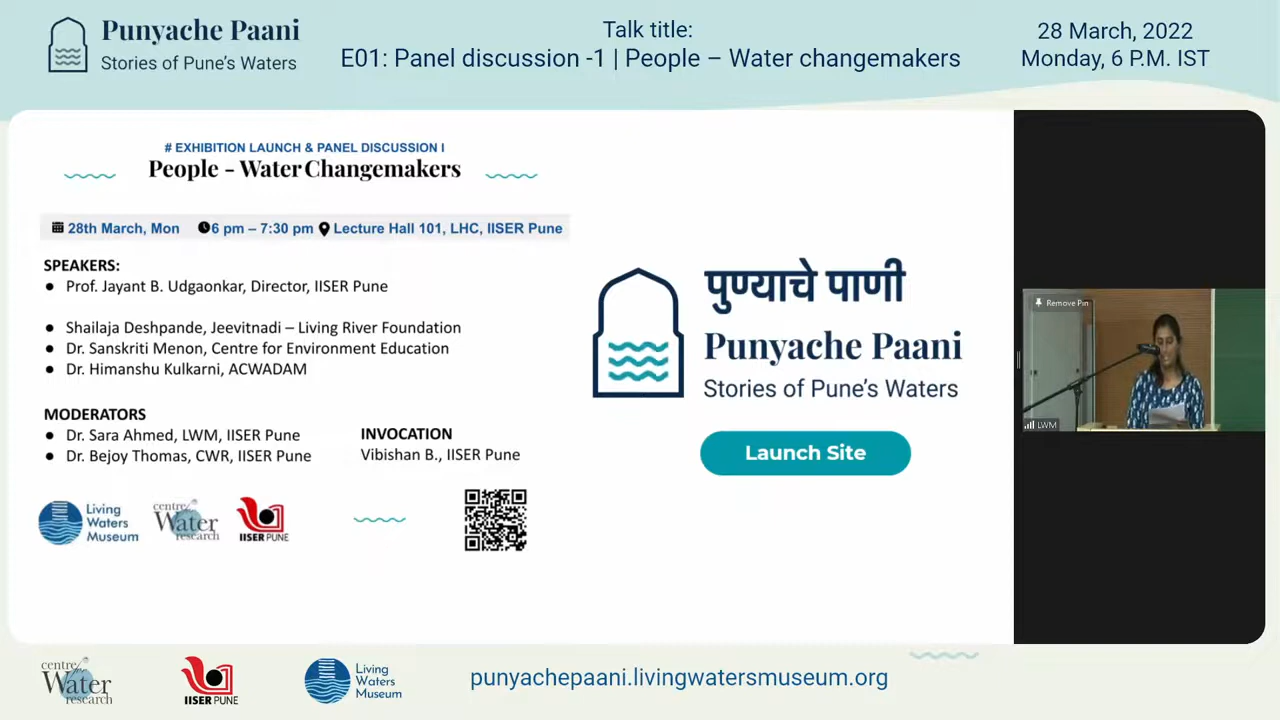 Punyache Paani
Stories of Pune's Waters
Talk title:
E01: Panel discussion -1 | People – Water changemakers
28 March, 2022
Monday, 6 P.M. IST
# EXHIBITION LAUNCH & PANEL DISCUSSION I
People - Water Changemakers
28th March, Mon 6 pm – 7:30 pm Lecture Hall 101, LHC, IISER Pune
SPEAKERS:
● Prof. Jayant B. Udgaonkar, Director, IISER Pune
● Shailaja Deshpande, Jeevitnadi – Living River Foundation
● Dr. Sanskriti Menon, Centre for Environment Education
● Dr. Himanshu Kulkarni, ACWADAM
MODERATORS
● Dr. Sara Ahmed, LWM, IISER Pune
● Dr. Bejoy Thomas, CWR, IISER Pune
INVOCATION
Vibishan B., IISER Pune
Living
Waters
Museum
centre for
Water
research
IISER PUNE
पुण्याचे पाणी
Punyache Paani
Stories of Pune's Waters
Launch Site
Remove Pin
LWM
centre for
Water
research
IISER PUNE
Living
Waters
Museum
punyachepaani.livingwatersmuseum.org